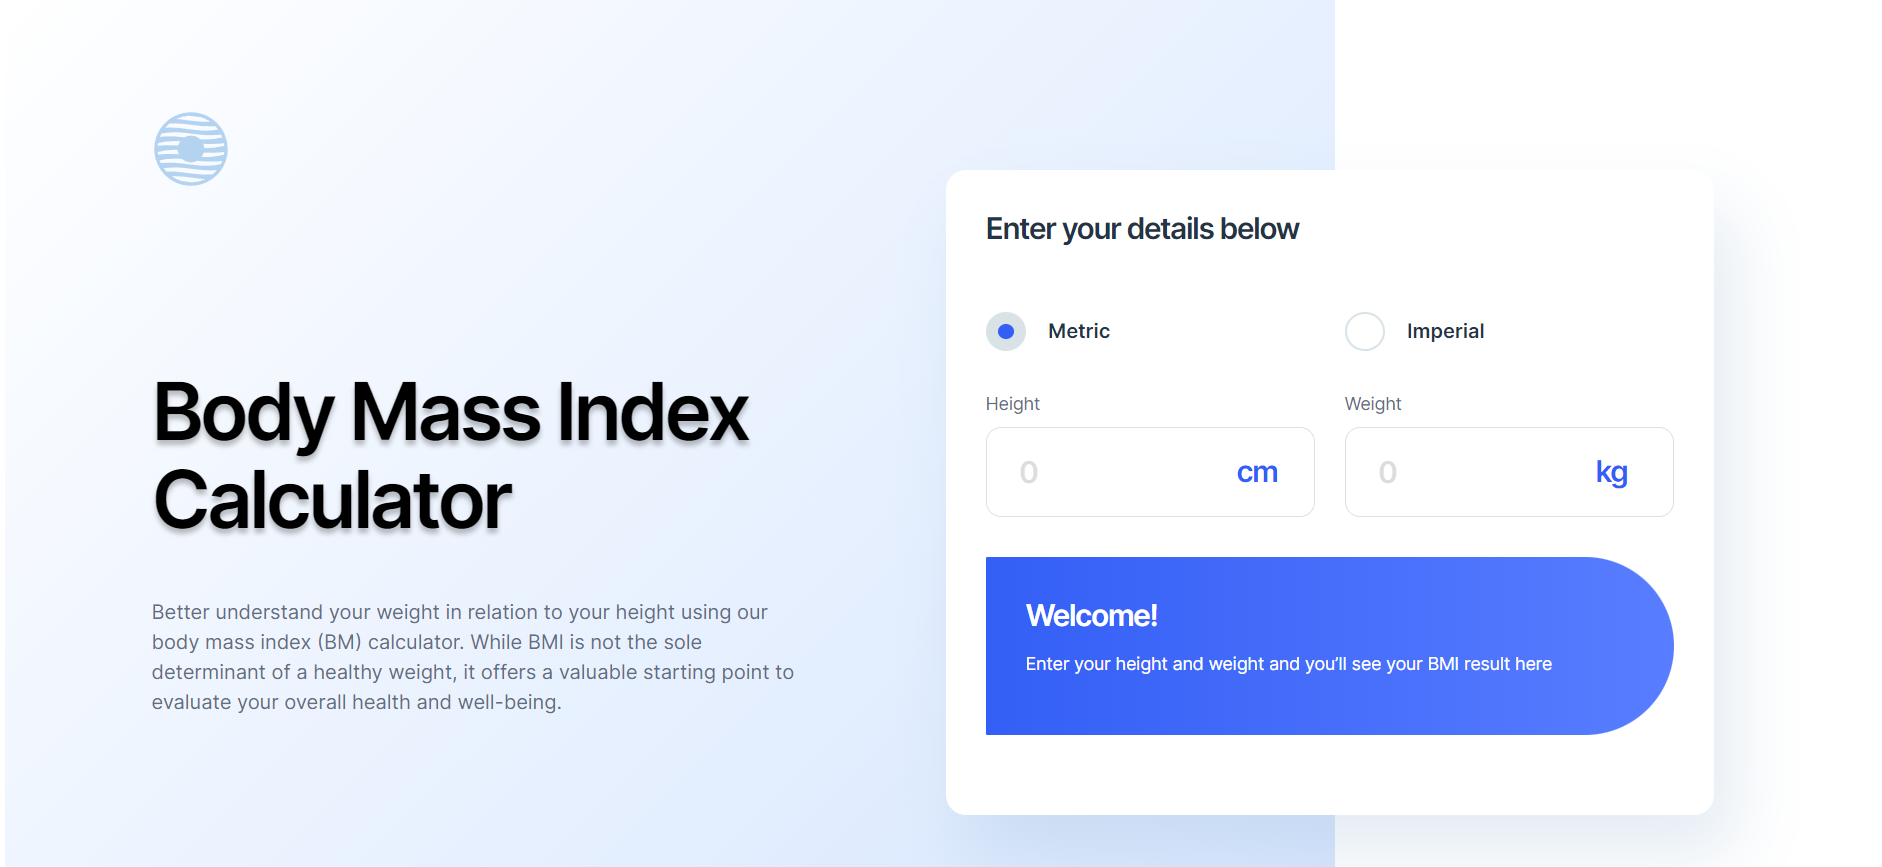 Body Mass Index
Calculator
Better understand your weight in relation to your height using our
body mass index (BM) calculator. While BMI is not the sole
determinant of a healthy weight, it offers a valuable starting point to
evaluate your overall health and well-being.
Enter your details below
Metric
Imperial
Height
Weight
0 cm
0 kg
Welcome!
Enter your height and weight and you’ll see your BMI result here